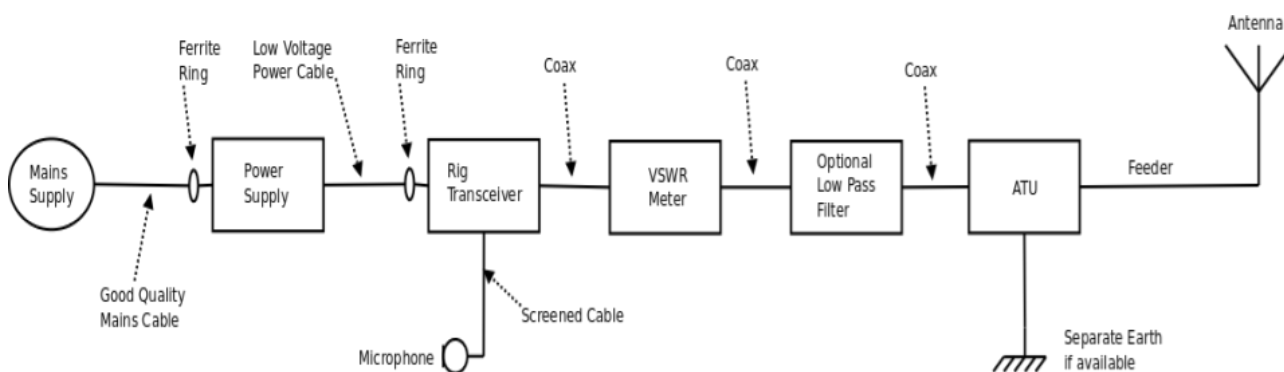 Antenna
Ferrite
Ring
Low Voltage
Power Cable
Ferrite
Ring
Coax
Coax
Coax
Mains
Supply
Power
Supply
Rig
Transceiver
VSWR
Meter
Optional
Low Pass
Filter
ATU
Feeder
Good Quality
Mains Cable
Screened Cable
Microphone
Separate Earth
if available